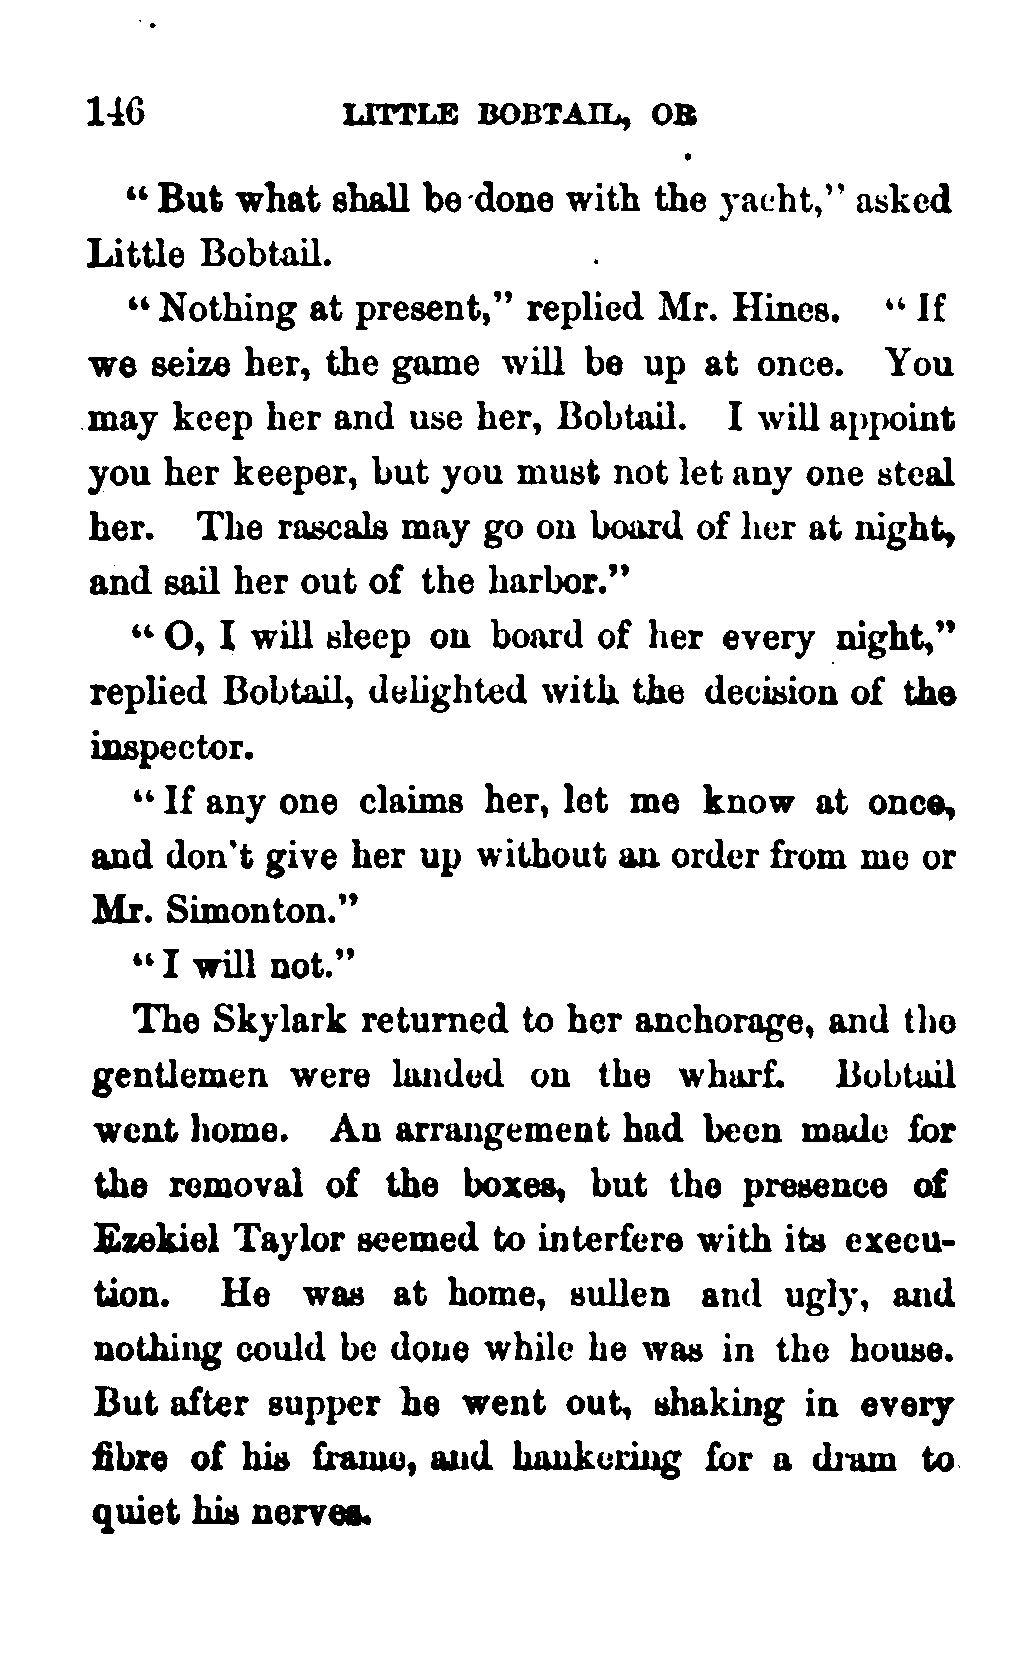 146 LITTLE BOBTAIL, OR
"But what shall be done with the yacht," asked
Little Bobtail.
"Nothing at present," replied Mr. Hines. "If
we seize her, the game will be up at once. You
may keep her and use her, Bobtail. I will appoint
you her keeper, but you must not let any one steal
her. The rascals may go on board of her at night,
and sail her out of the harbor."
"O, I will sleep on board of her every night,"
replied Bobtail, delighted with the decision of the
inspector.
"If any one claims her, let me know at once,
and don't give her up without an order from me or
Mr. Simonton."
"I will not."
The Skylark returned to her anchorage, and the
gentlemen were landed on the wharf. Bobtail
went home. An arrangement had been made for
the removal of the boxes, but the presence of
Ezekiel Taylor seemed to interfere with its execu-
tion. He was at home, sullen and ugly, and
nothing could be done while he was in the house.
But after supper he went out, shaking in every
fibre of his frame, and hankering for a dram to
quiet his nerves.